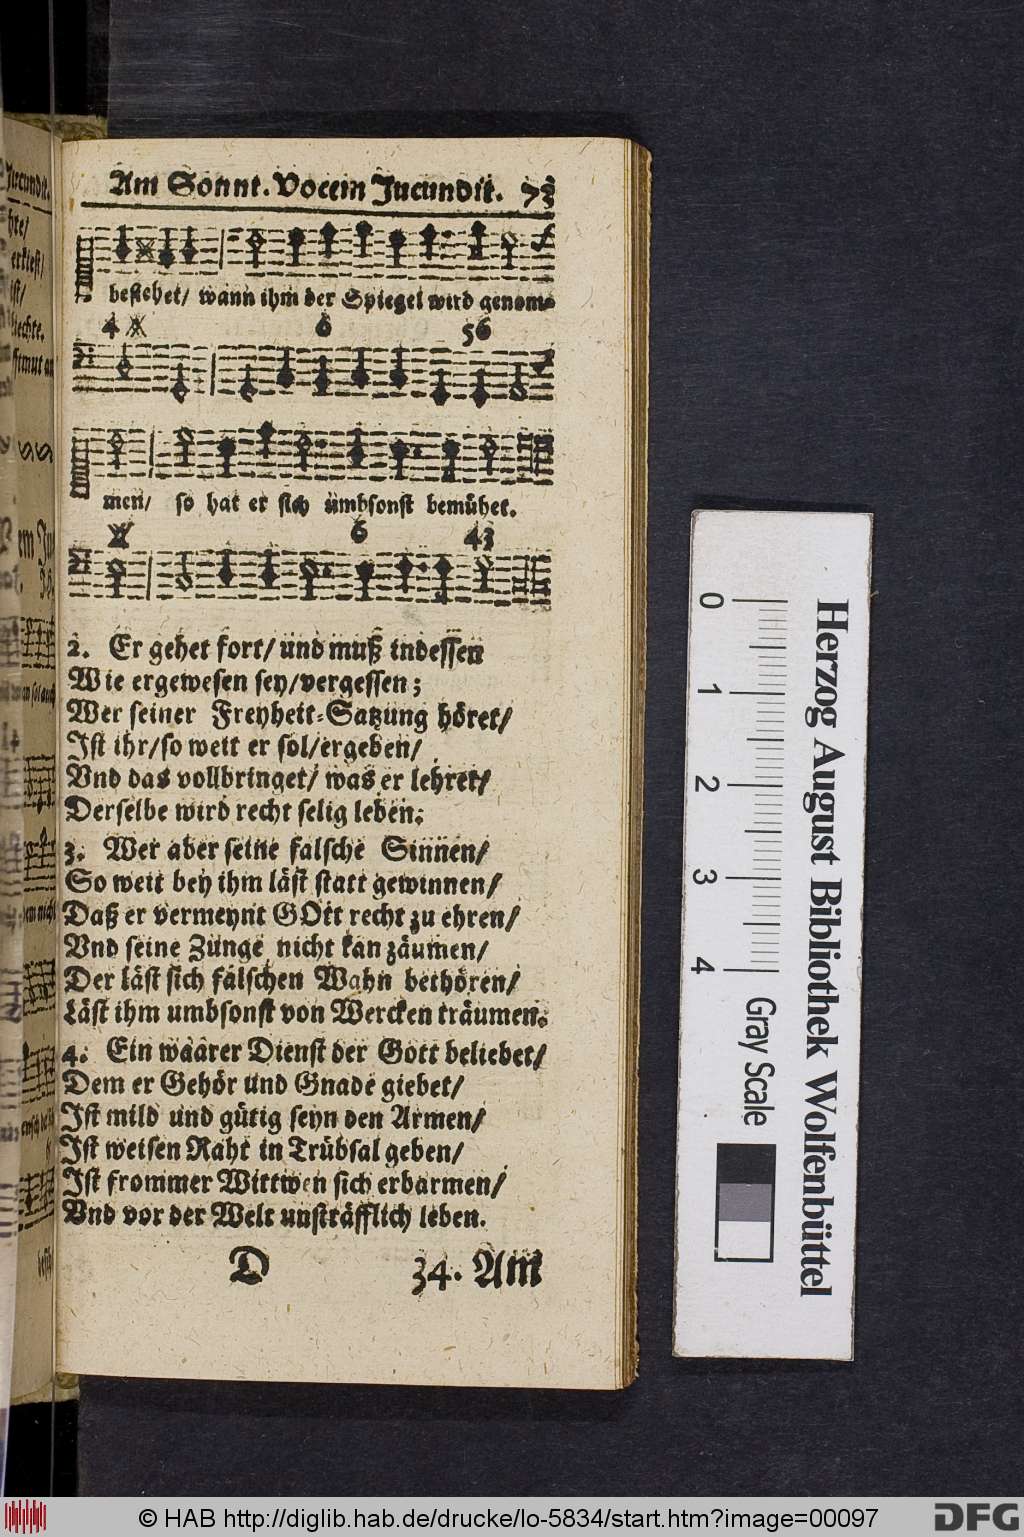 Am Sonnt. Vocem Jucundit. 73
bestehet/ wann ihm der Spiegel wird genom-
4 6 56
men/ so hat er sich ümbsonst bemühet.
6 43
2. Er gehet fort/ und muß indessen
Wie ergewesen sey/vergessen;
Wer seiner Freyheit-Satzung höret/
Ist ihr/so weit er sol/ergeben/
Vnd das vollbringet/ was er lehret/
Derselbe wird recht selig leben.
3. Wer aber seine falsche Sinnen/
So weit bey ihm läst statt gewinnen/
Daß er vermeynt GOtt recht zu ehren/
Vnd seine Zunge nicht kan zäumen/
Der läst sich falschen Wahn bethören/
Läst ihm umbsonst von Wercken träumen.
4. Ein waarer Dienst der Gott beliebet/
Dem er Gehör und Gnade giebet/
Ist mild und gütig seyn den Armen/
Ist weisen Raht in Trübsal geben/
Ist frommer Wittwen sich erbarmen/
Vnd vor der Welt unsträfflich leben.
D 34. Am
0 1 2 3 4
Gray Scale
Herzog August Bibliothek Wolfenbüttel
© HAB http://diglib.hab.de/drucke/lo-5834/start.htm?image=00097
DFG